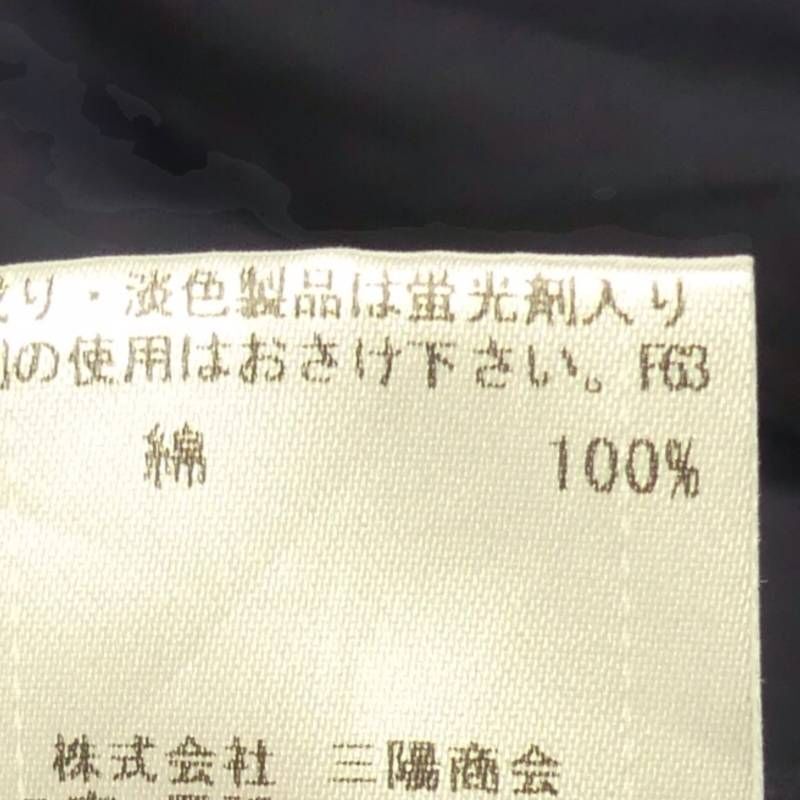 り・淡色製品は蛍光剤入り
の使用はおさけ下さい。F63
綿 100%
株式会社 三陽商会